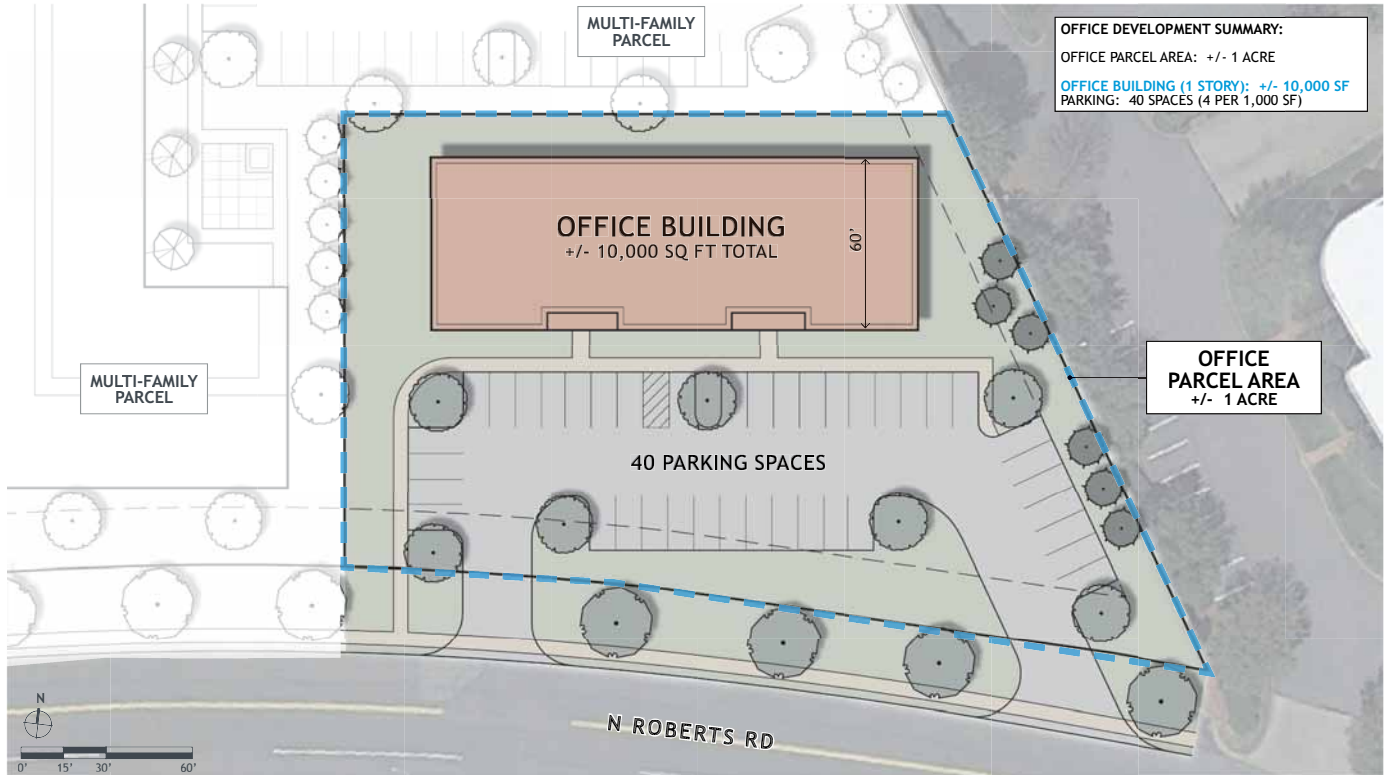 MULTI-FAMILY
PARCEL
OFFICE DEVELOPMENT SUMMARY:
OFFICE PARCEL AREA: +/- 1 ACRE
OFFICE BUILDING (1 STORY): +/- 10,000 SF
PARKING: 40 SPACES (4 PER 1,000 SF)
OFFICE BUILDING
+/- 10,000 SQ FT TOTAL
60'
MULTI-FAMILY
PARCEL
OFFICE
PARCEL AREA
+/- 1 ACRE
40 PARKING SPACES
N ROBERTS RD
N
0' 15' 30' 60'